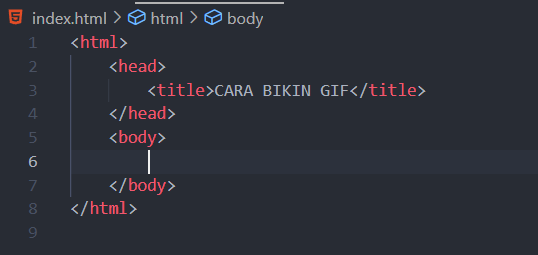 index.html > html > body
1 <html>
2 <head>
3 <title>CARA BIKIN GIF</title>
4 </head>
5 <body>
6
7 </body>
8 </html>
9